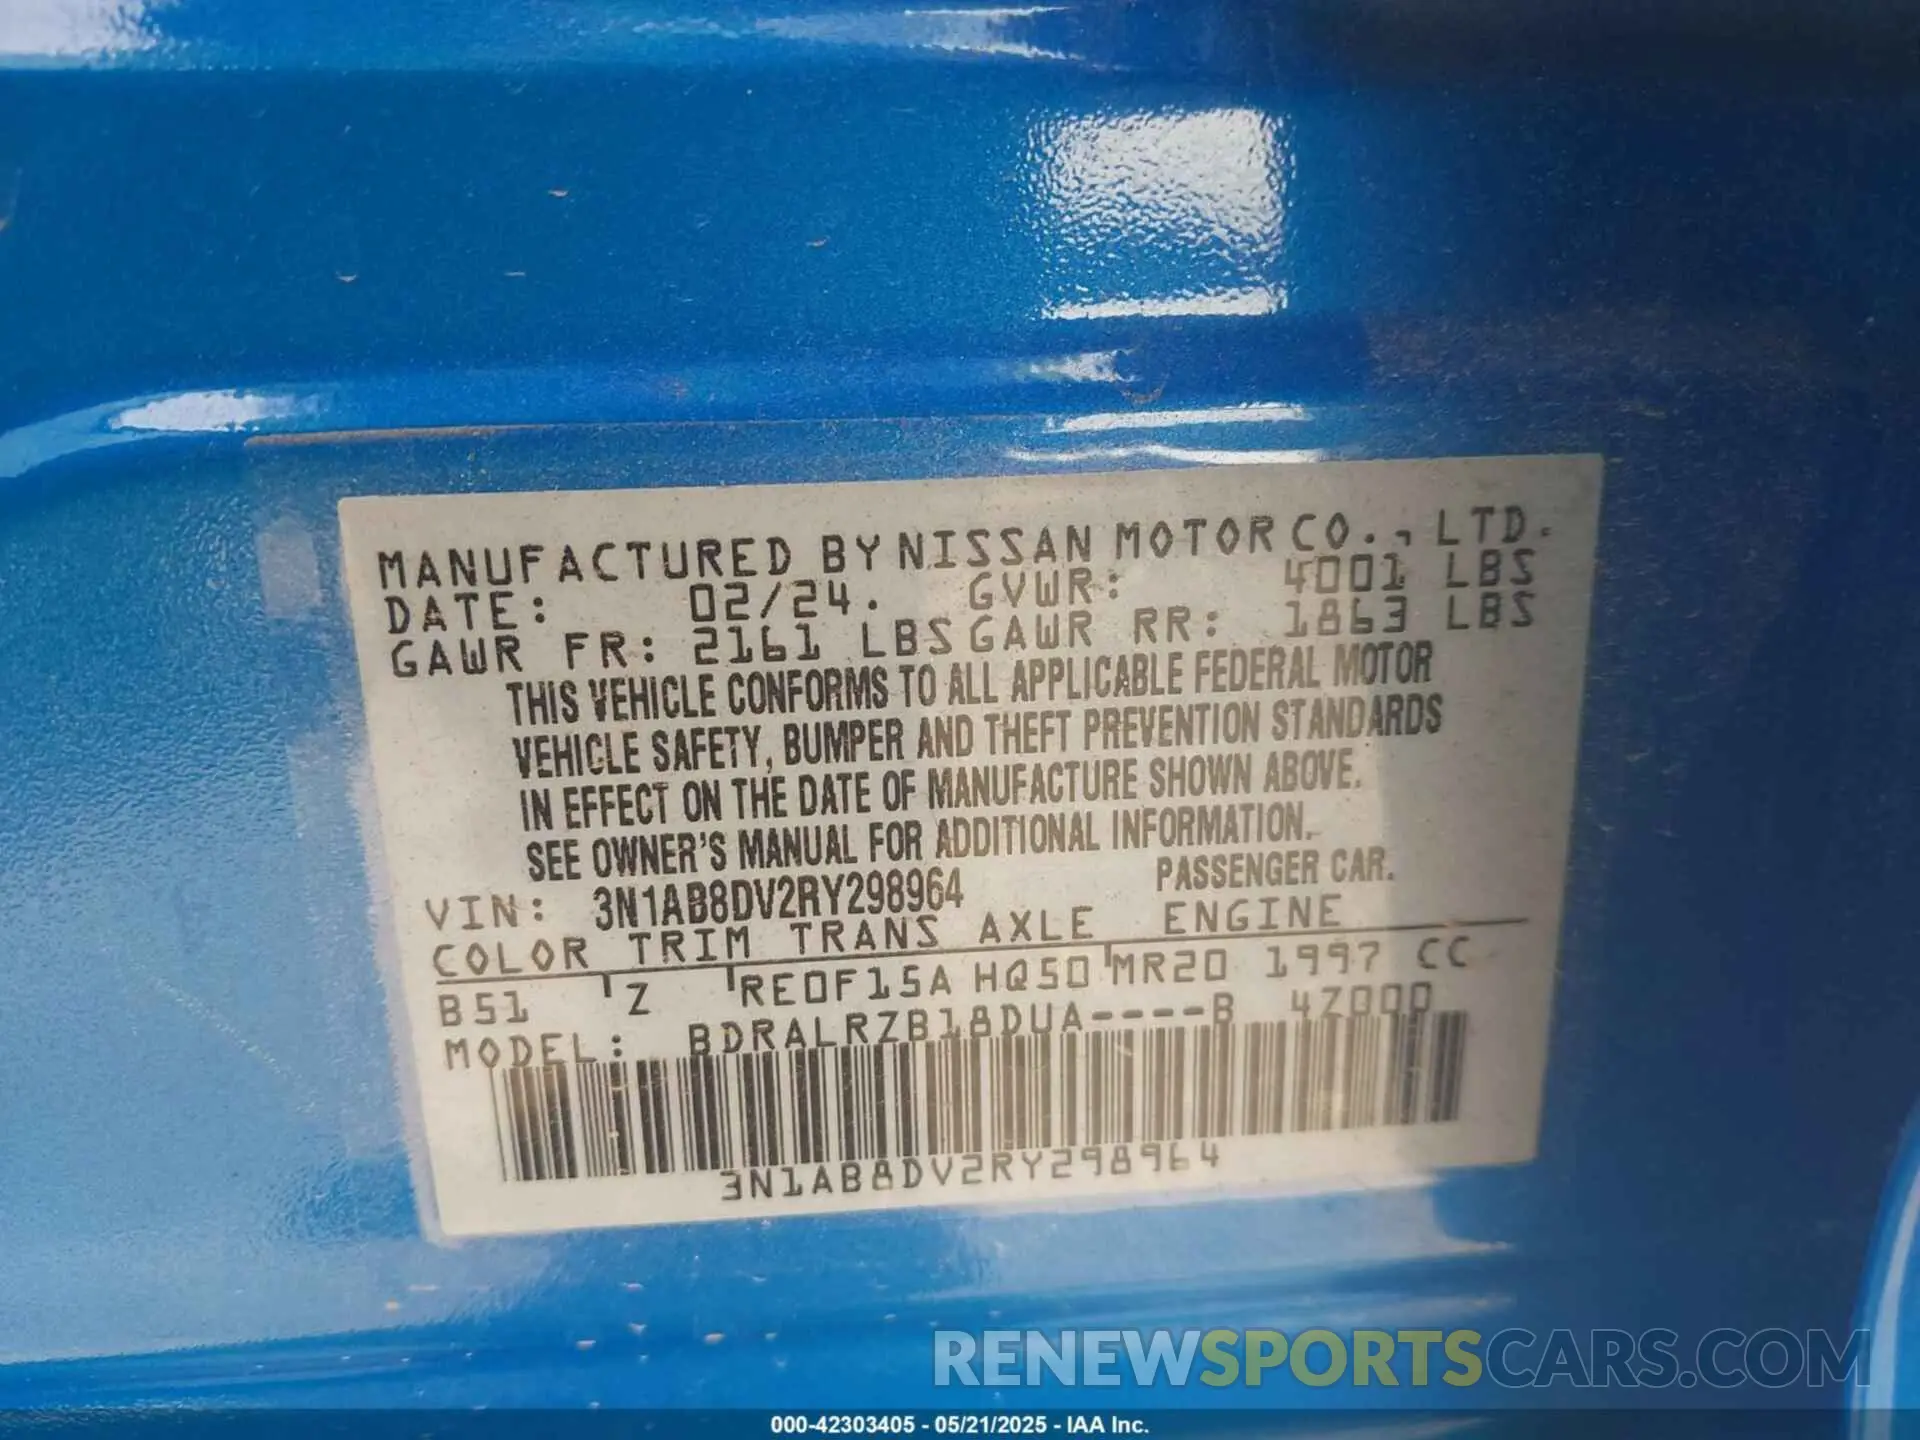 MANUFACTURED BY NISSAN MOTOR CO., LTD.
DATE: 02/24. GVWR: 4001 LBS
GAWR FR: 2161 LBS GAWR RR: 1863 LBS
THIS VEHICLE CONFORMS TO ALL APPLICABLE FEDERAL MOTOR
VEHICLE SAFETY, BUMPER AND THEFT PREVENTION STANDARDS
IN EFFECT ON THE DATE OF MANUFACTURE SHOWN ABOVE.
SEE OWNER'S MANUAL FOR ADDITIONAL INFORMATION.
VIN: 3N1AB8DV2RY298964 PASSENGER CAR.
COLOR TRIM TRANS AXLE ENGINE
B51 Z RE0F15A HQ50 MR20 1997 CC
MODEL: BDRALRZB18DUA----B 4Z000
3N1AB8DV2RY298964
RENEWSPORTSCARS.COM
000-42303405 - 05/21/2025 - IAA Inc.